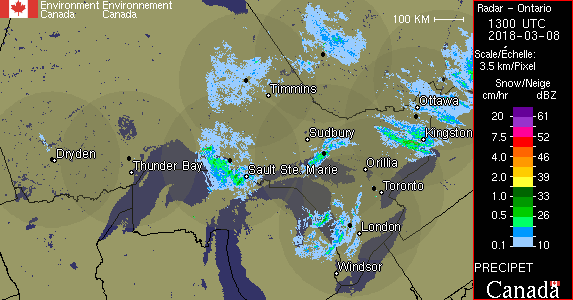 Environment Environnement
Canada Canada
100 KM
Timmins
Ottawa
Sudbury
Kingston
Dryden
Thunder Bay
Sault Ste. Marie
Orillia
Toronto
London
Windsor
Radar - Ontario
1300 UTC
2018-03-08
Scale/Échelle:
3.5 km/Pixel
Snow/Neige
cm/hr dBZ
20 61
7.5 57
5.5 52
4.0 46
2.0 39
1.0 33
0.5 26
0.1 10
PRECIPET
Canada